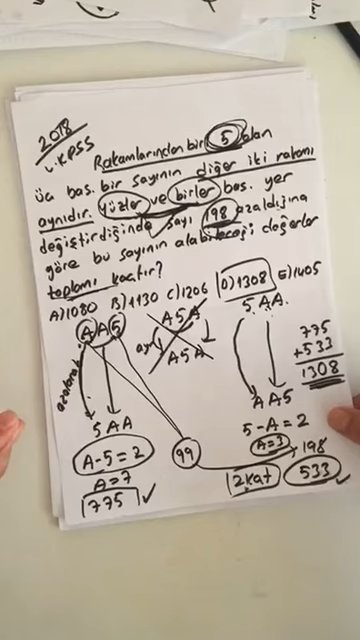 2018
KPSS
Rakamlarından biri 5 olan
üç bas. bir sayının diğer iki rakamı
aynıdır. Yüzler ve birler bas. yer
değiştirdiğinde sayı 198 azaldığına
göre bu sayının alabileceği değerler
toplamı kaçtır?
A) 1080 B) 1130 C) 1206 D) 1308 E) 1405
A A 5
A 5 A
5 A A
aynı
A 5 A
azalma
775
+ 533
1308
5 A A
A A 5
A - 5 = 2
99
5 - A = 2
A = 7
A = 3
198
775
2 kat
533